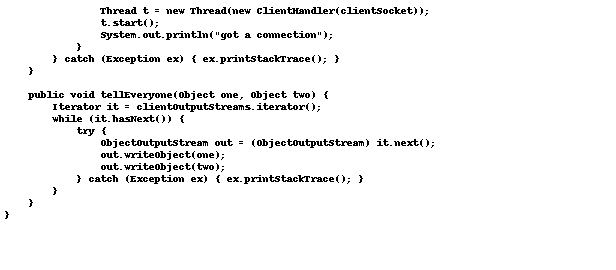 Thread t = new Thread(new ClientHandler(clientSocket));
t.start();
System.out.println("got a connection");
}
} catch (Exception ex) { ex.printStackTrace(); }
}
public void tellEveryone(Object one, Object two) {
Iterator it = clientOutputStreams.iterator();
while (it.hasNext()) {
try {
ObjectOutputStream out = (ObjectOutputStream) it.next();
out.writeObject(one);
out.writeObject(two);
} catch (Exception ex) { ex.printStackTrace(); }
}
}
}